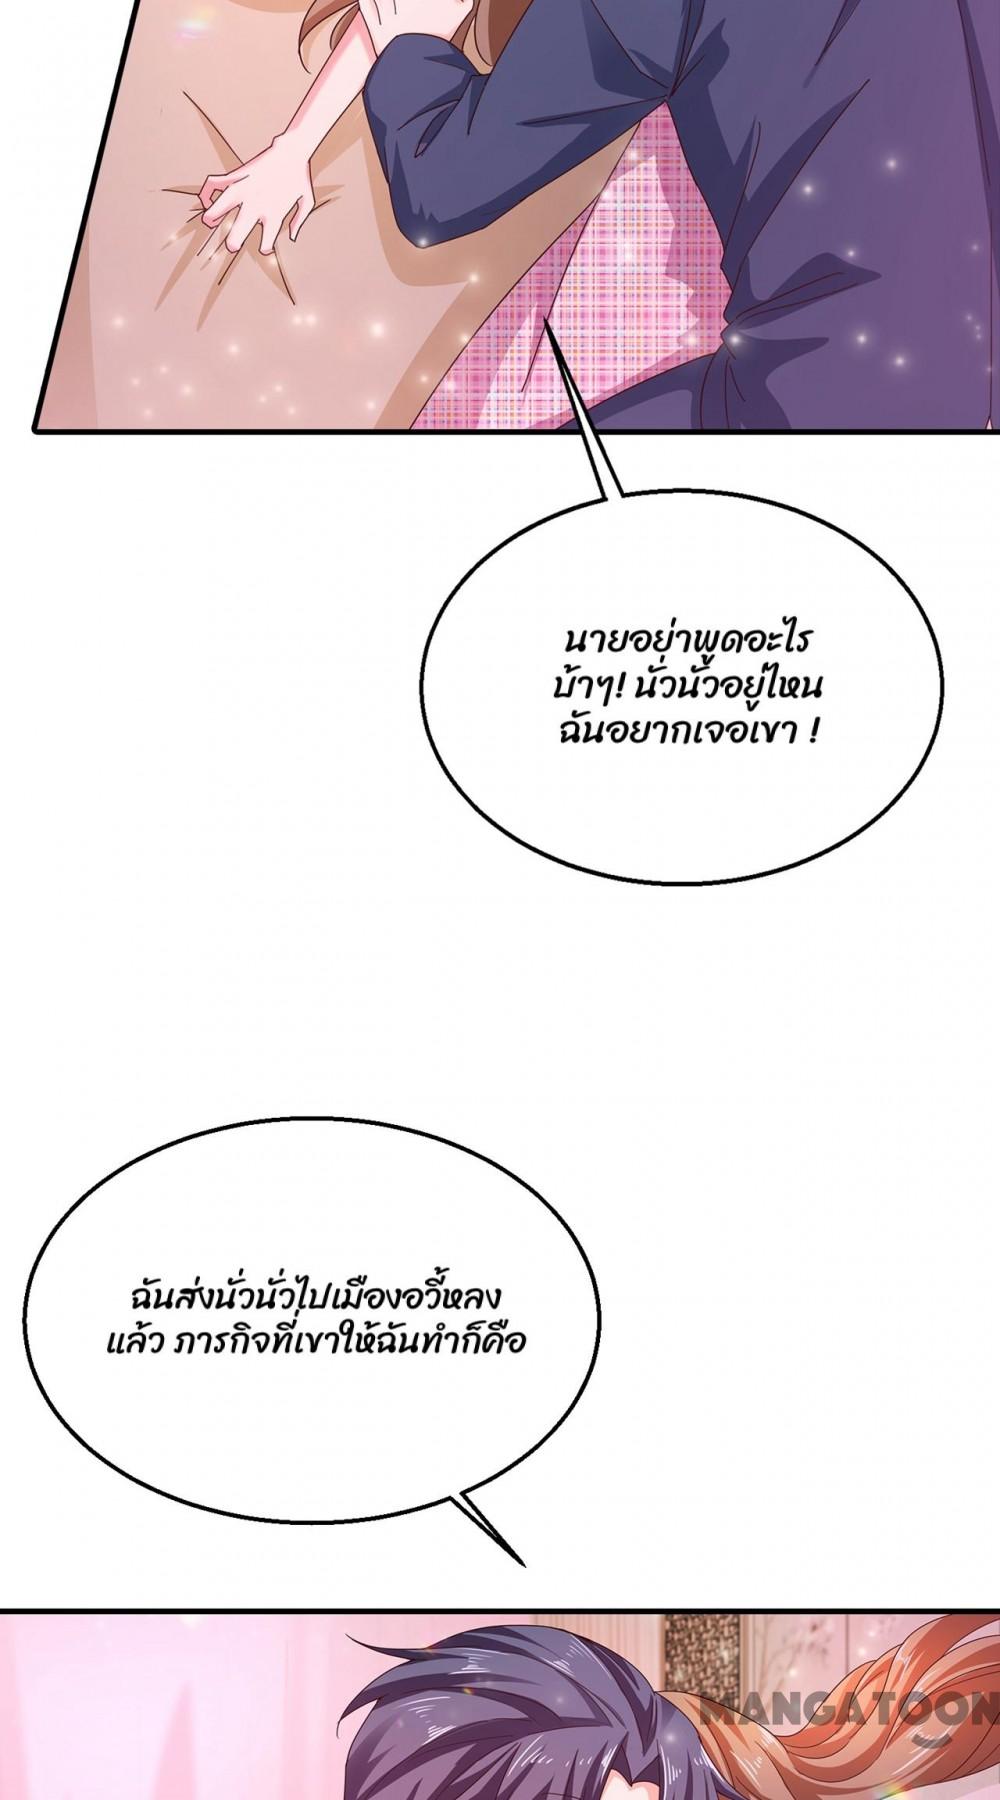 นายอย่าพูดอะไร
บ้าๆ! นั่วนัวอยู่ไหน
ฉันอยากเจอเขา !
ฉันส่งนั่วนั่วไปเมืองอวี้หลง
แล้ว ภารกิจที่เขาให้ฉันทำก็คือ
MANGATOON